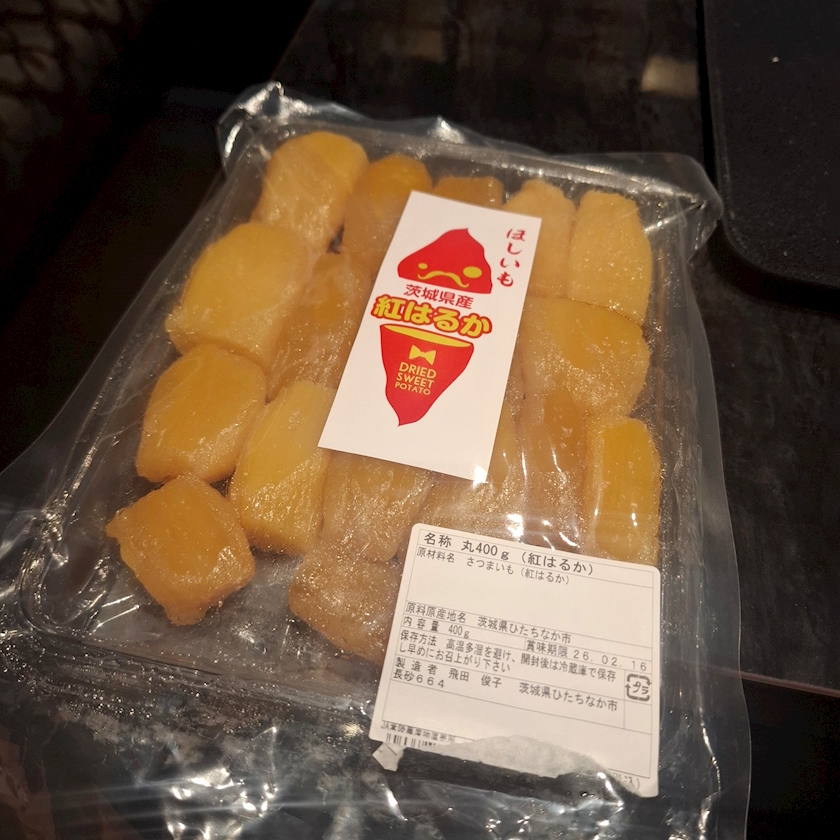 ほしいも
茨城県産
紅はるか
DRIED
SWEET
POTATO
名称 丸400g (紅はるか)
原材料名 さつまいも (紅はるか)
原料原産地名 茨城県ひたちなか市
内容量 400g 賞味期限 26.02.16
保存方法 高温多湿を避け、開封後は冷蔵庫で保存
し早めにお召上がり下さい
製造者 飛田 俊子 茨城県ひたちなか市
長砂664
プラ